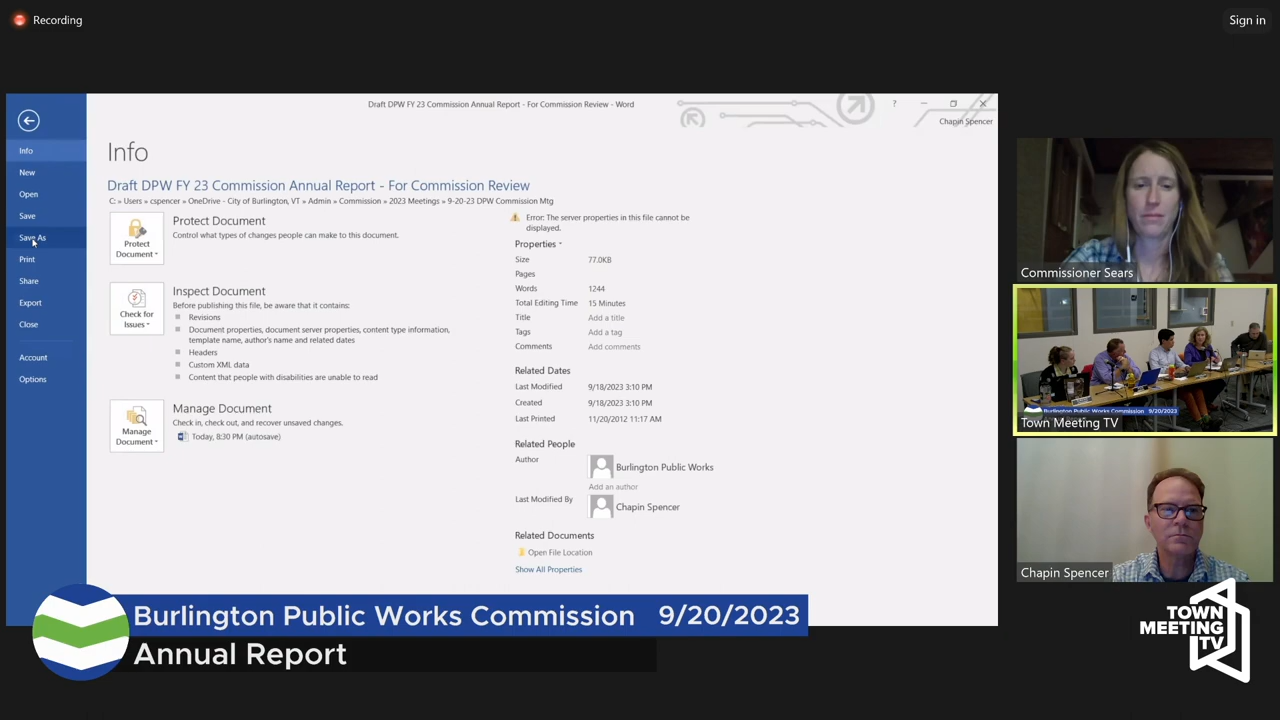 Recording
Sign in
Draft DPW FY 23 Commission Annual Report - For Commission Review - Word
?
Chapin Spencer
Info
New
Open
Save
Save As
Print
Share
Export
Close
Account
Options
Info
Draft DPW FY 23 Commission Annual Report - For Commission Review
C: » Users » cspencer » OneDrive - City of Burlington, VT » Admin » Commission » 2023 Meetings » 9-20-23 DPW Commission Mtg
Protect Document
Protect Document
Control what types of changes people can make to this document.
Check for Issues
Inspect Document
Before publishing this file, be aware that it contains:
Revisions
Document properties, document server properties, content type information,
template name, author's name and related dates
Headers
Custom XML data
Content that people with disabilities are unable to read
Manage Document
Manage Document
Check in, check out, and recover unsaved changes.
Today, 8:30 PM (autosave)
Error: The server properties in this file cannot be
displayed.
Properties
Size 77.0KB
Pages
Words 1244
Total Editing Time 15 Minutes
Title Add a title
Tags Add a tag
Comments Add comments
Related Dates
Last Modified 9/18/2023 3:10 PM
Created 9/18/2023 3:10 PM
Last Printed 11/20/2012 11:17 AM
Related People
Author Burlington Public Works
Add an author
Last Modified By Chapin Spencer
Related Documents
Open File Location
Show All Properties
Commissioner Sears
Burlington Public Works Commission 9/20/2023
Town Meeting TV
Chapin Spencer
Burlington Public Works Commission 9/20/2023
Annual Report
TOWN
MEETING
TV